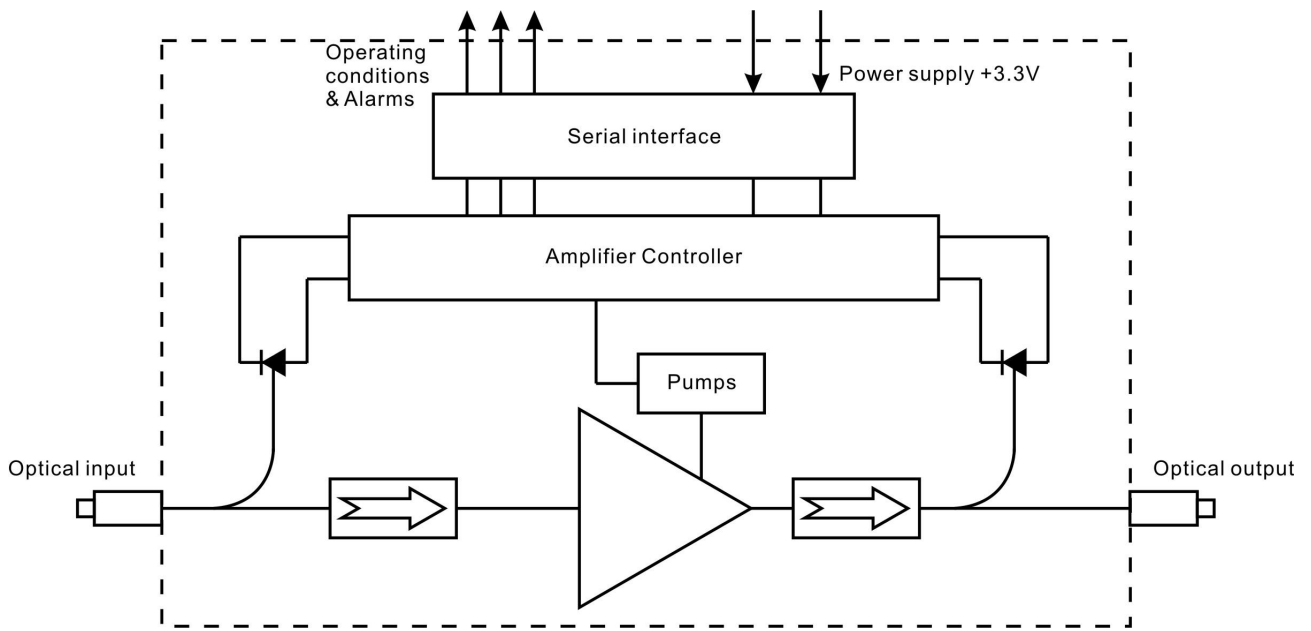 Operating
conditions
& Alarms
Power supply +3.3V
Serial interface
Amplifier Controller
Pumps
Optical input
Optical output